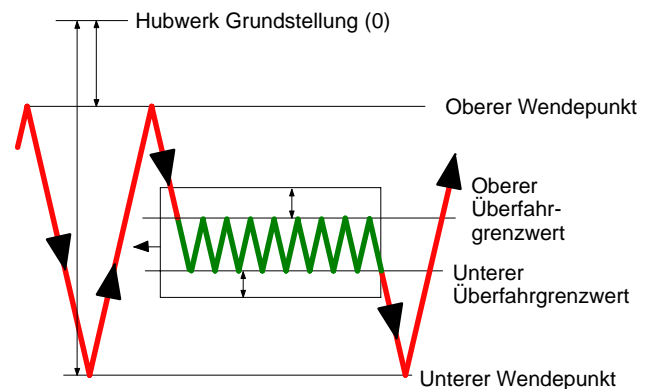 Hubwerk Grundstellung (0)
Oberer Wendepunkt
Oberer
Überfahr-
grenzwert
Unterer
Überfahrgrenzwert
Unterer Wendepunkt